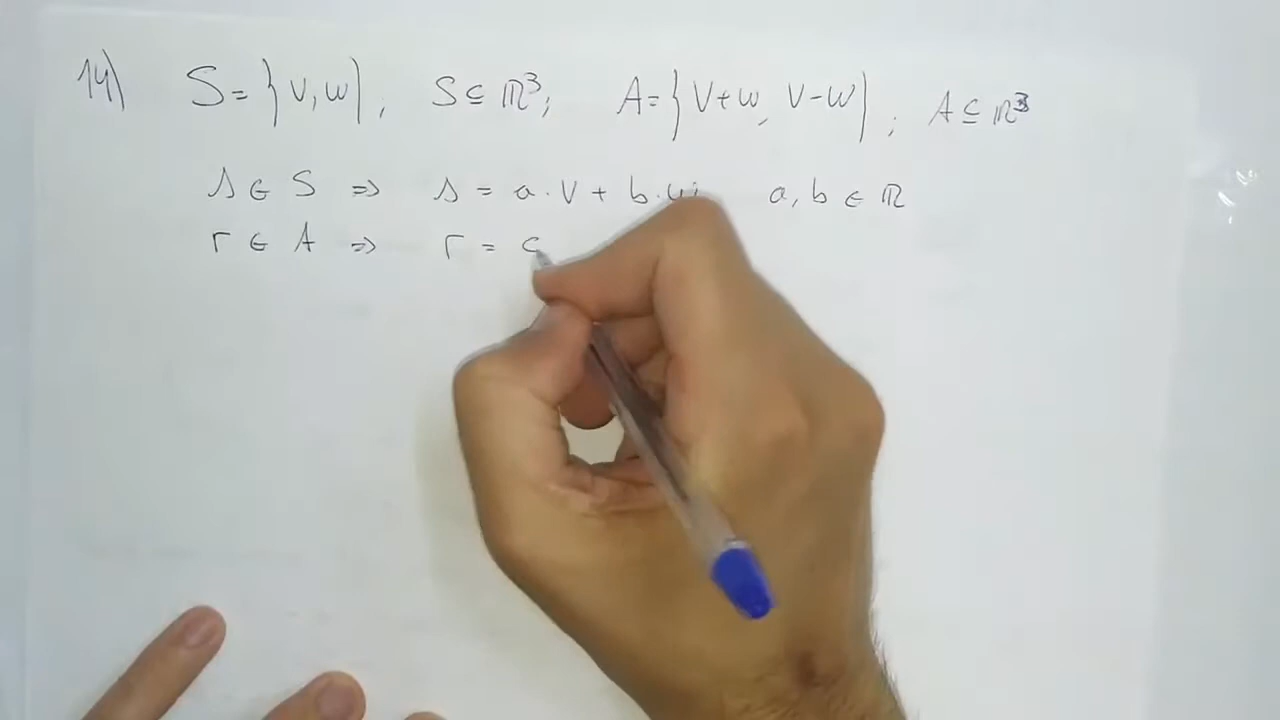 14) S = {v, w}, S ⊆ ℝ³; A = {v+w, v-w}; A ⊆ ℝ³
s ∈ S ⇒ s = a·v + b·w a, b ∈ ℝ
r ∈ A ⇒ r = c